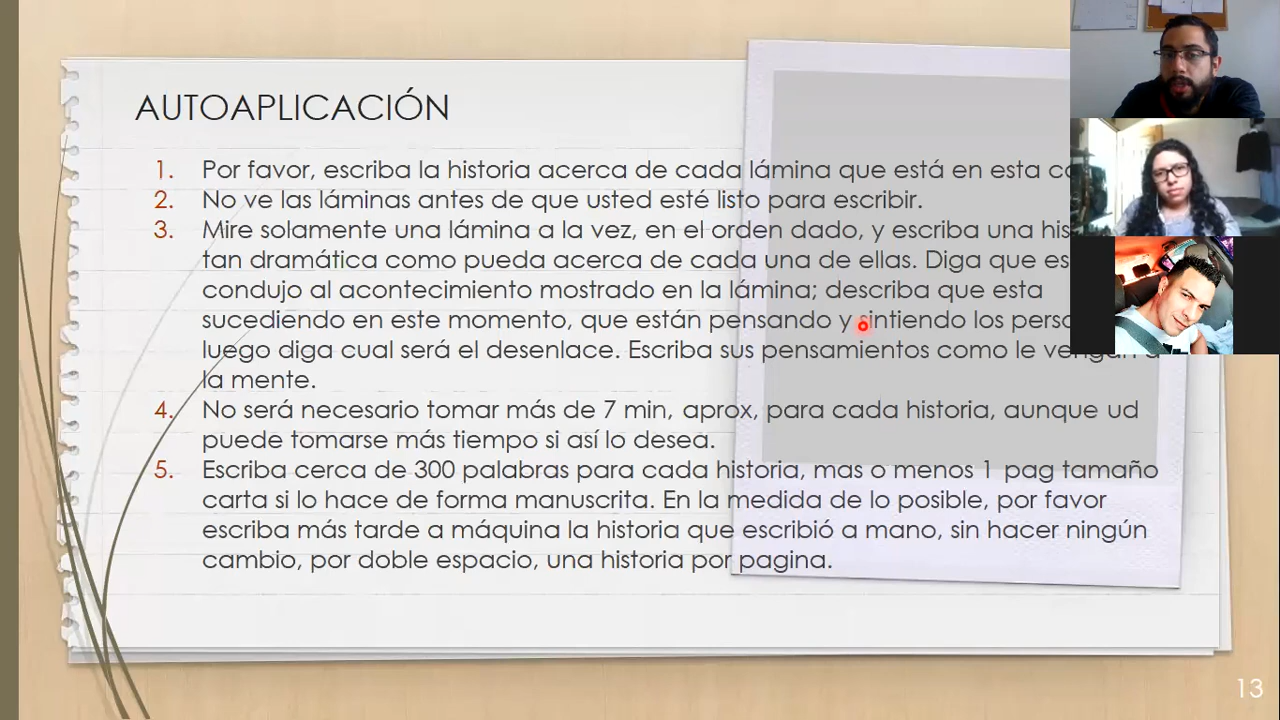 AUTOAPLICACIÓN
1. Por favor, escriba la historia acerca de cada lámina que está en esta
2. No ve las láminas antes de que usted esté listo para escribir.
3. Mire solamente una lámina a la vez, en el orden dado, y escriba una
tan dramática como pueda acerca de cada una de ellas. Diga que
condujo al acontecimiento mostrado en la lámina; describa que esta
sucediendo en este momento, que están pensando y sintiendo los
luego diga cual será el desenlace. Escriba sus pensamientos como le vengan a
la mente.
4. No será necesario tomar más de 7 min, aprox, para cada historia, aunque ud
puede tomarse más tiempo si así lo desea.
5. Escriba cerca de 300 palabras para cada historia, mas o menos 1 pag tamaño
carta si lo hace de forma manuscrita. En la medida de lo posible, por favor
escriba más tarde a máquina la historia que escribió a mano, sin hacer ningún
cambio, por doble espacio, una historia por pagina.
13